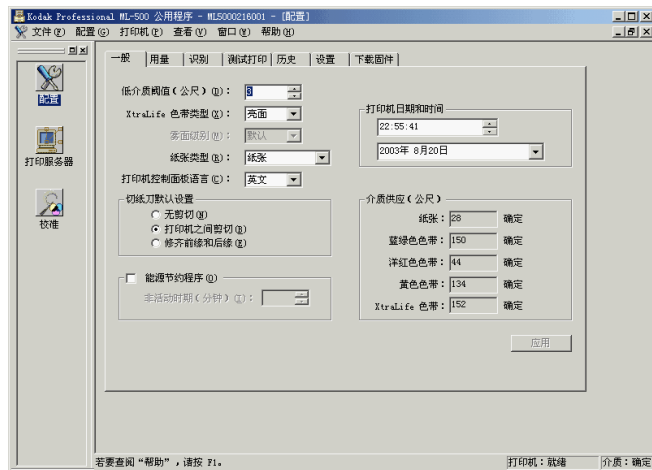 Kodak Professional ML-500 公用程序 - ML5000216001 - [配置]
文件(F) 配置(G) 打印机(P) 查看(V) 窗口(W) 帮助(H)
一般 用量 识别 测试打印 历史 设置 下载固件
配置
打印服务器
校准
低介质阈值(公尺)(D): 3
XtraLife 色带类型(X): 亮面
雾面级别(M): 默认
纸张类型(R): 纸张
打印机控制面板语言(C): 英文
切纸刀默认设置
无剪切(N)
打印机之间剪切(B)
修齐前缘和后缘(E)
能源节约程序(O)
非活动时期(分钟)(I):
打印机日期和时间
22:55:41
2003年 8月20日
介质供应(公尺)
纸张: 28 确定
蓝绿色色带: 150 确定
洋红色色带: 44 确定
黄色色带: 134 确定
XtraLife 色带: 152 确定
应用
若要查阅“帮助”,请按 F1。 打印机:就绪 介质:确定